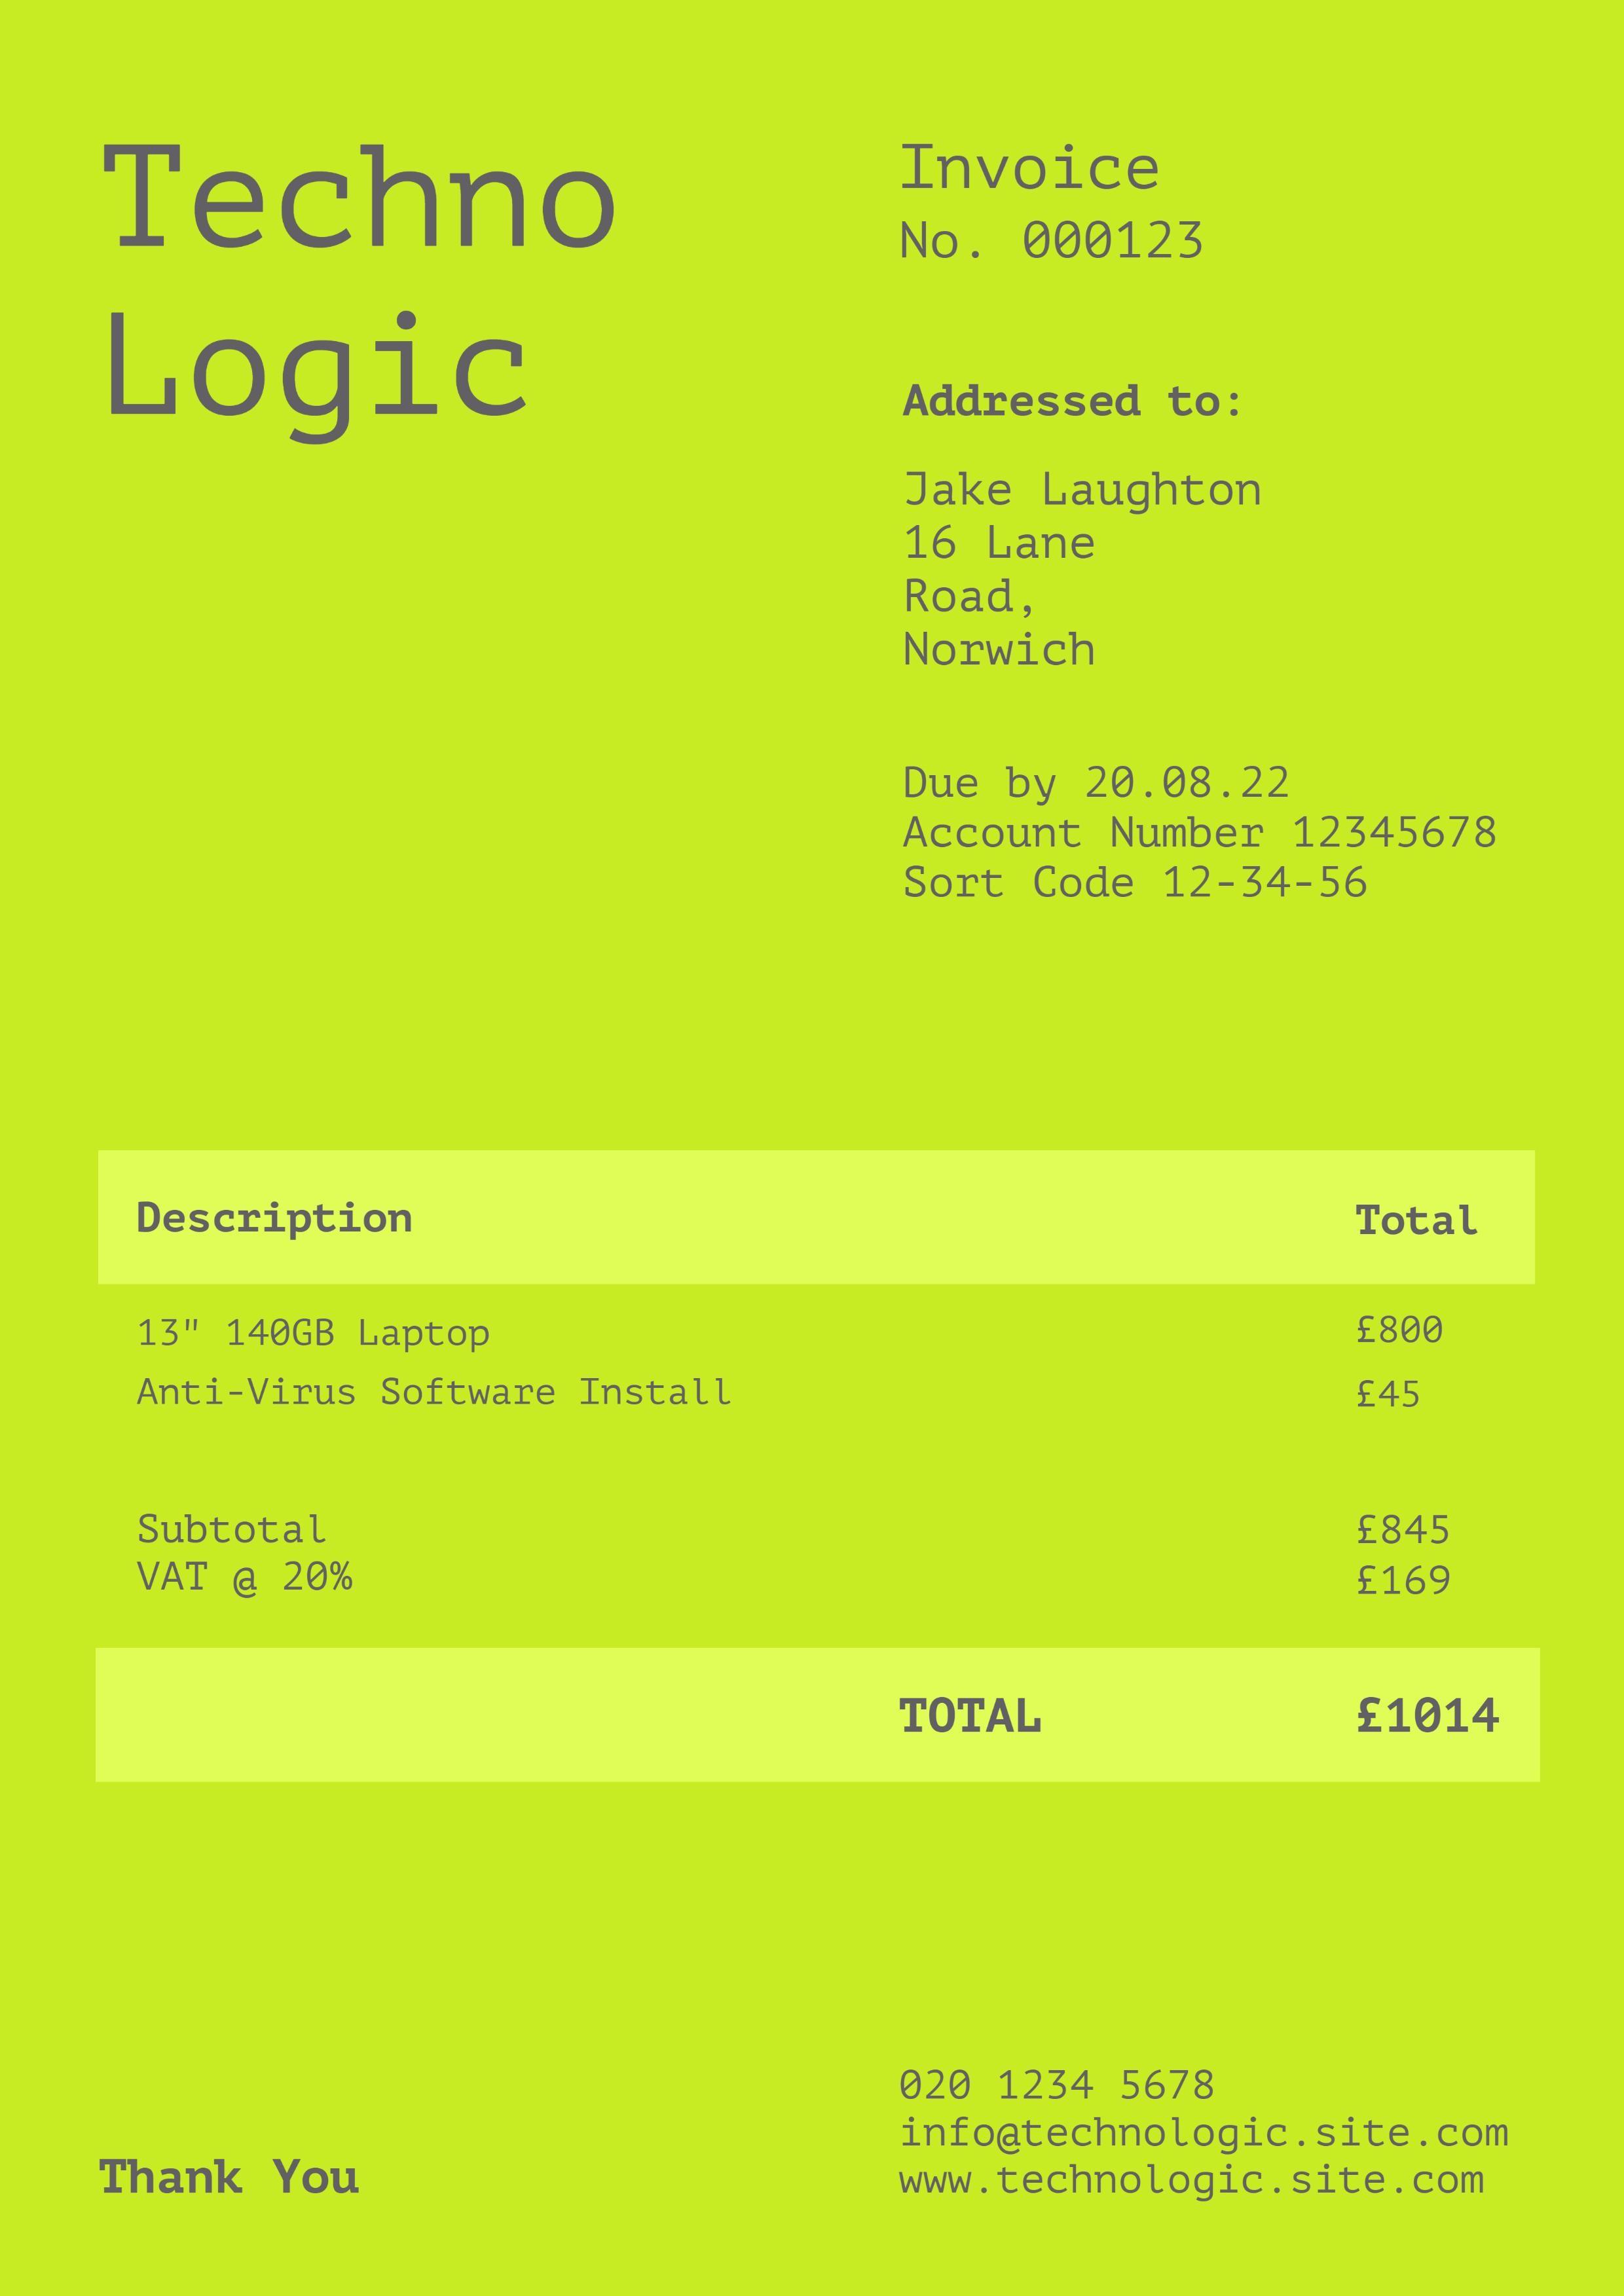 Techno
Logic
Invoice
No. 000123
Addressed to:
Jake Laughton
16 Lane
Road,
Norwich
Due by 20.08.22
Account Number 12345678
Sort Code 12-34-56
Description Total
13" 140GB Laptop £800
Anti-Virus Software Install £45
Subtotal £845
VAT @ 20% £169
TOTAL £1014
020 1234 5678
info@technologic.site.com
www.technologic.site.com
Thank You